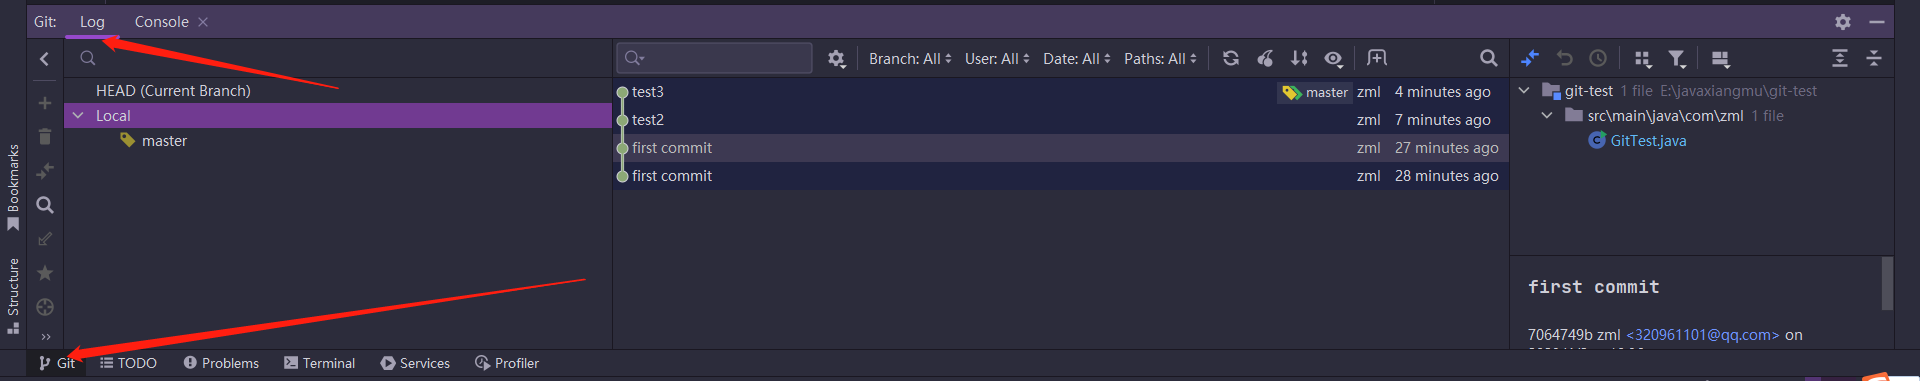 Git: Log Console
HEAD (Current Branch)
Local
master
Branch: All User: All Date: All Paths: All
test3 master zml 4 minutes ago
test2 zml 7 minutes ago
first commit zml 27 minutes ago
first commit zml 28 minutes ago
git-test 1 file E:\javaxiangmu\git-test
src\main\java\com\zml 1 file
GitTest.java
first commit
7064749b zml <320961101@qq.com> on
Bookmarks
Structure
Git TODO Problems Terminal Services Profiler